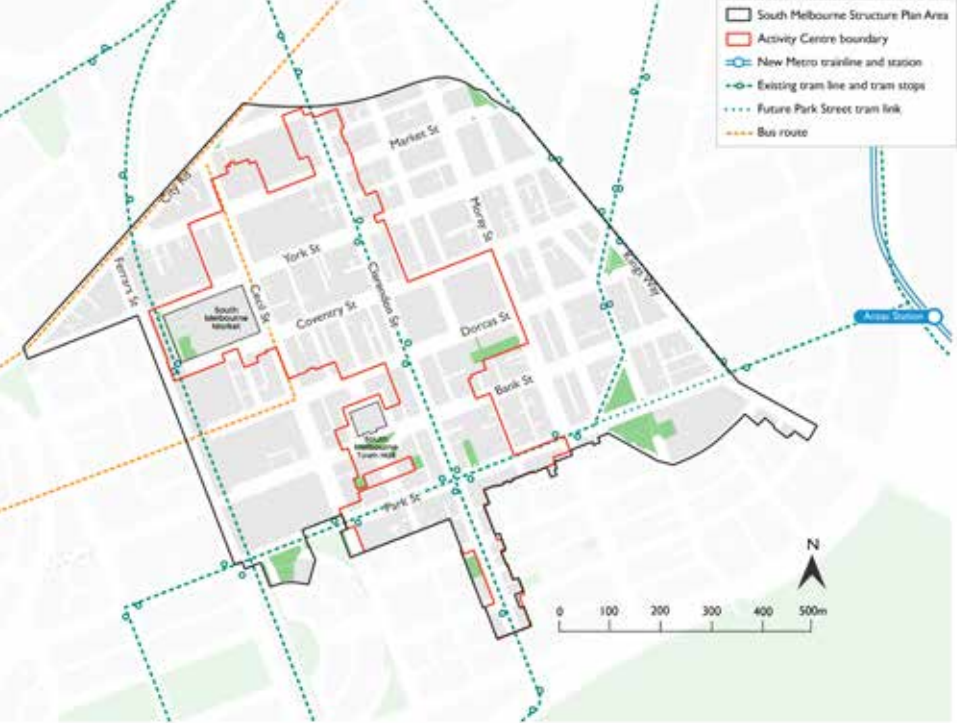 South Melbourne Structure Plan Area
Activity Centre boundary
New Metro trainline and station
Existing tram line and tram stops
Future Park Street tram link
Bus route
Market St
City Rd
Moray St
York St
Kings Way
Ferrars St
Cecil St
Clarendon St
South
Melbourne
Market
Coventry St
Dorcas St
Anzac Station
Bank St
South
Melbourne
Town Hall
Park St
N
0 100 200 300 400 500m